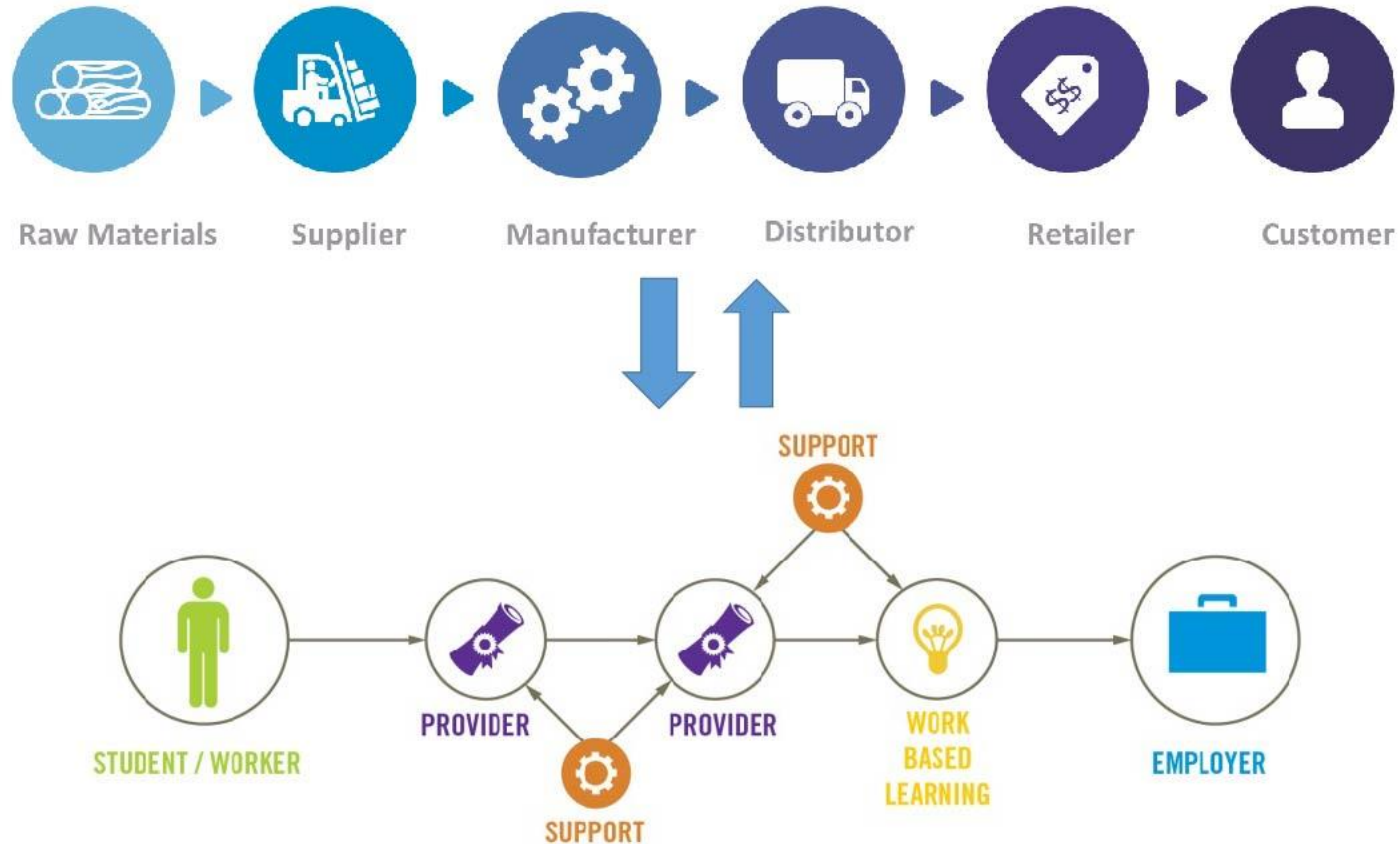 Raw Materials
Supplier
Manufacturer
Distributor
Retailer
Customer
SUPPORT
STUDENT / WORKER
PROVIDER
PROVIDER
WORK
BASED
LEARNING
EMPLOYER
SUPPORT